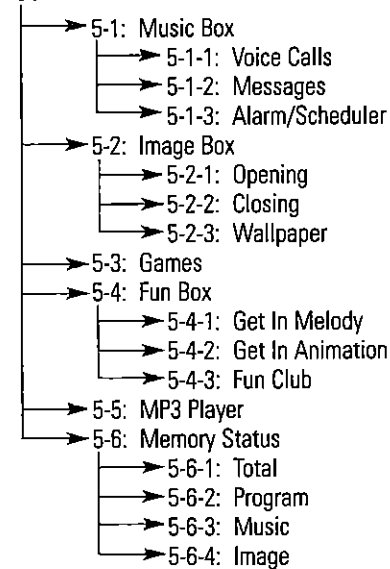 5-1: Music Box
5-1-1: Voice Calls
5-1-2: Messages
5-1-3: Alarm/Scheduler
5-2: Image Box
5-2-1: Opening
5-2-2: Closing
5-2-3: Wallpaper
5-3: Games
5-4: Fun Box
5-4-1: Get In Melody
5-4-2: Get In Animation
5-4-3: Fun Club
5-5: MP3 Player
5-6: Memory Status
5-6-1: Total
5-6-2: Program
5-6-3: Music
5-6-4: Image